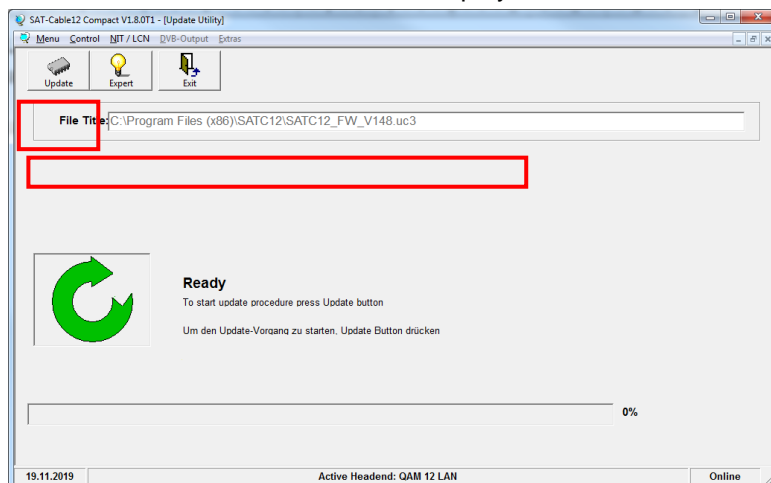 SAT-Cable12 Compact V1.8.0T1 - [Update Utility]
Menu Control NIT / LCN DVB-Output Extras
Update Expert Exit
File Title: C:\Program Files (x86)\SATC12\SATC12_FW_V148.uc3
Ready
To start update procedure press Update button
Um den Update-Vorgang zu starten, Update Button drücken
0%
19.11.2019 Active Headend: QAM 12 LAN Online